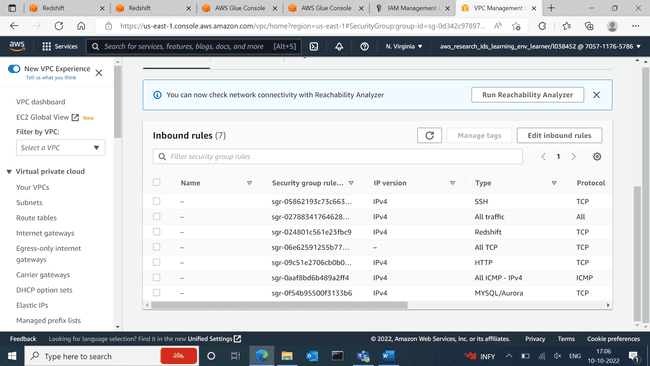 Redshift
Redshift
AWS Glue Console
AWS Glue Console
IAM Management
VPC Management
https://us-east-1.console.aws.amazon.com/vpc/home?region=us-east-1#SecurityGroup:group-id=sg-0d342c97897...
aws
Services
Search for services, features, blogs, docs, and more
[Alt+S]
N. Virginia
aws_research_ids_learning_env_learner/l038452 @ 7057-1176-5786
New VPC Experience
Tell us what you think
VPC dashboard
EC2 Global View
New
Filter by VPC:
Select a VPC
Virtual private cloud
Your VPCs
Subnets
Route tables
Internet gateways
Egress-only internet
gateways
Carrier gateways
DHCP option sets
Elastic IPs
Managed prefix lists
You can now check network connectivity with Reachability Analyzer
Run Reachability Analyzer
Inbound rules (7)
Manage tags
Edit inbound rules
Filter security group rules
1
Name Security group rule... IP version Type Protocol
– sgr-05862193c73c663... IPv4 SSH TCP
– sgr-02788341764628... IPv4 All traffic All
– sgr-024801c561e23fbc9 IPv4 Redshift TCP
– sgr-06e62591255b77... – All TCP TCP
– sgr-09c51e2706cb0b0... IPv4 HTTP TCP
– sgr-0aaf8bd6b489a2ff4 IPv4 All ICMP - IPv4 ICMP
– sgr-0f54b95500f3133b6 IPv4 MYSQL/Aurora TCP
Feedback
Looking for language selection? Find it in the new Unified Settings
© 2022, Amazon Web Services, Inc. or its affiliates.
Privacy
Terms
Cookie preferences
Type here to search
INFY
ENG
17:06
10-10-2022